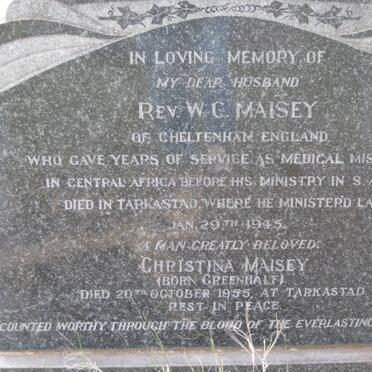 IN LOVING MEMORY OF
MY DEAR HUSBAND
REV. W. C. MAISEY
OF CHELTENHAM ENGLAND
WHO GAVE YEARS OF SERVICE AS MEDICAL MIS
IN CENTRAL AFRICA BEFORE HIS MINISTRY IN S. A
DIED IN TARKASTAD, WHERE HE MINISTER'D LA
JAN. 29TH 1945.
A MAN GREATLY BELOVED.
CHRISTINA MAISEY
(BORN GREENHALF)
DIED 20TH OCTOBER 1955, AT TARKASTAD
REST IN PEACE
COUNTED WORTHY THROUGH THE BLOOD OF THE EVERLASTING